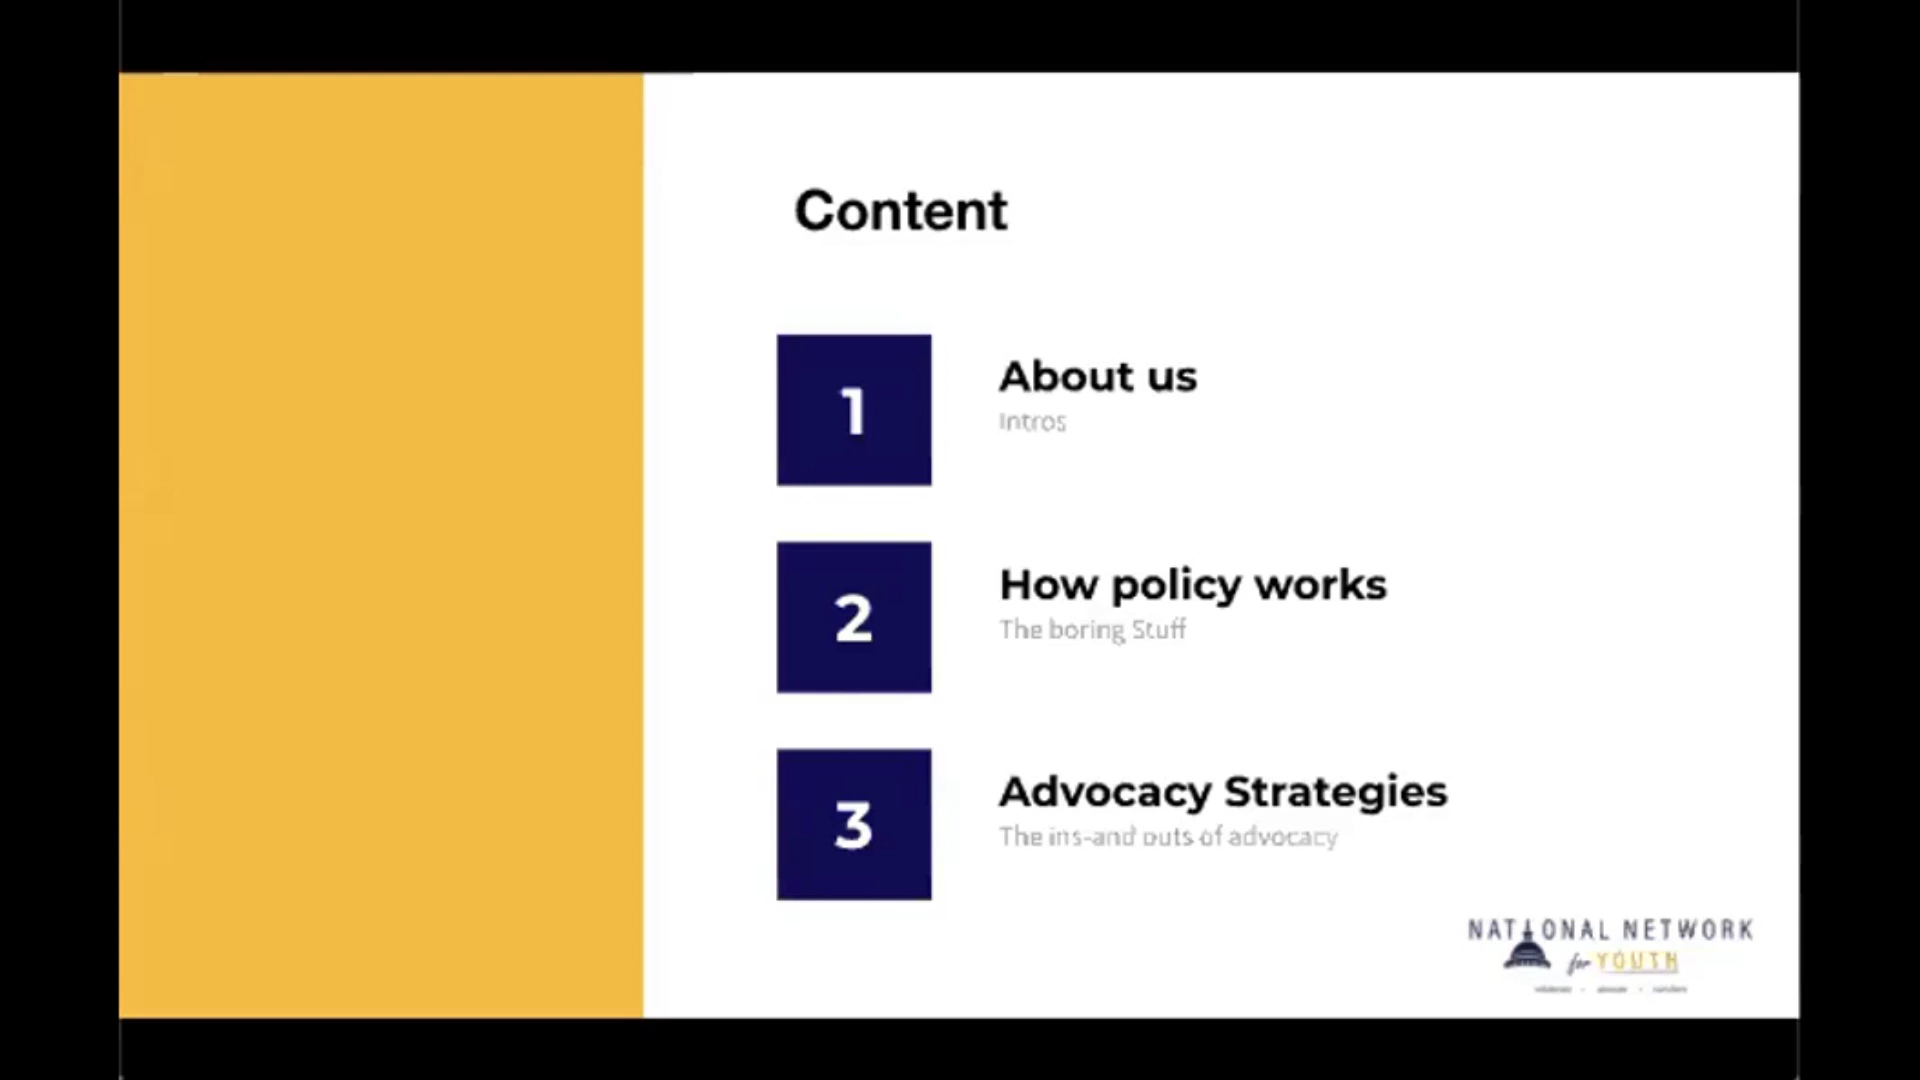 Content
1
About us
Intros
2
How policy works
The boring Stuff
3
Advocacy Strategies
The ins-and outs of advocacy
NATIONAL NETWORK
for YOUTH